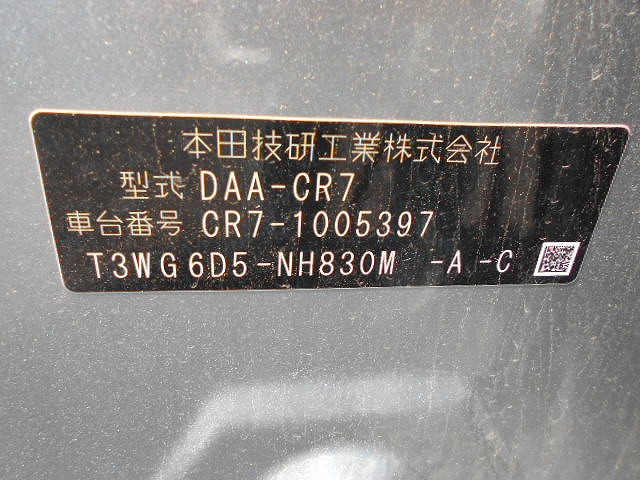 本田技研工業株式会社
型式 DAA-CR7
車台番号 CR7-1005397
T3WG6D5-NH830M -A-C